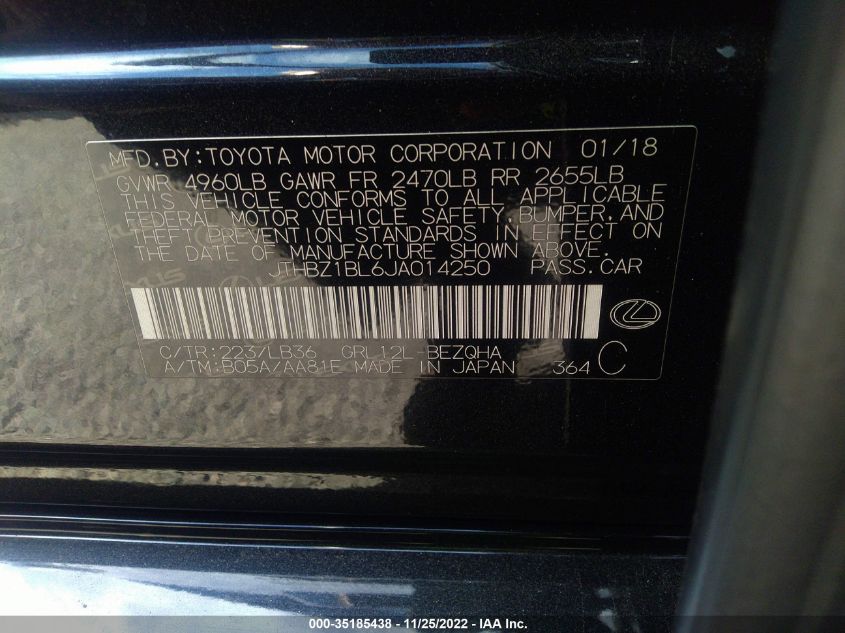 MFD.BY:TOYOTA MOTOR CORPORATION 01/18
GVWR 4960LB GAWR FR 2470LB RR 2655LB
THIS VEHICLE CONFORMS TO ALL APPLICABLE
FEDERAL MOTOR VEHICLE SAFETY,BUMPER,AND
THEFT PREVENTION STANDARDS IN EFFECT ON
THE DATE OF MANUFACTURE SHOWN ABOVE.
JTHBZ1BL6JA014250 PASS.CAR
C/TR:223/LB36 GRL12L-BEZQHA
A/TM:B05A/AA81E MADE IN JAPAN 364 C
000-35185438 - 11/25/2022 - IAA Inc.